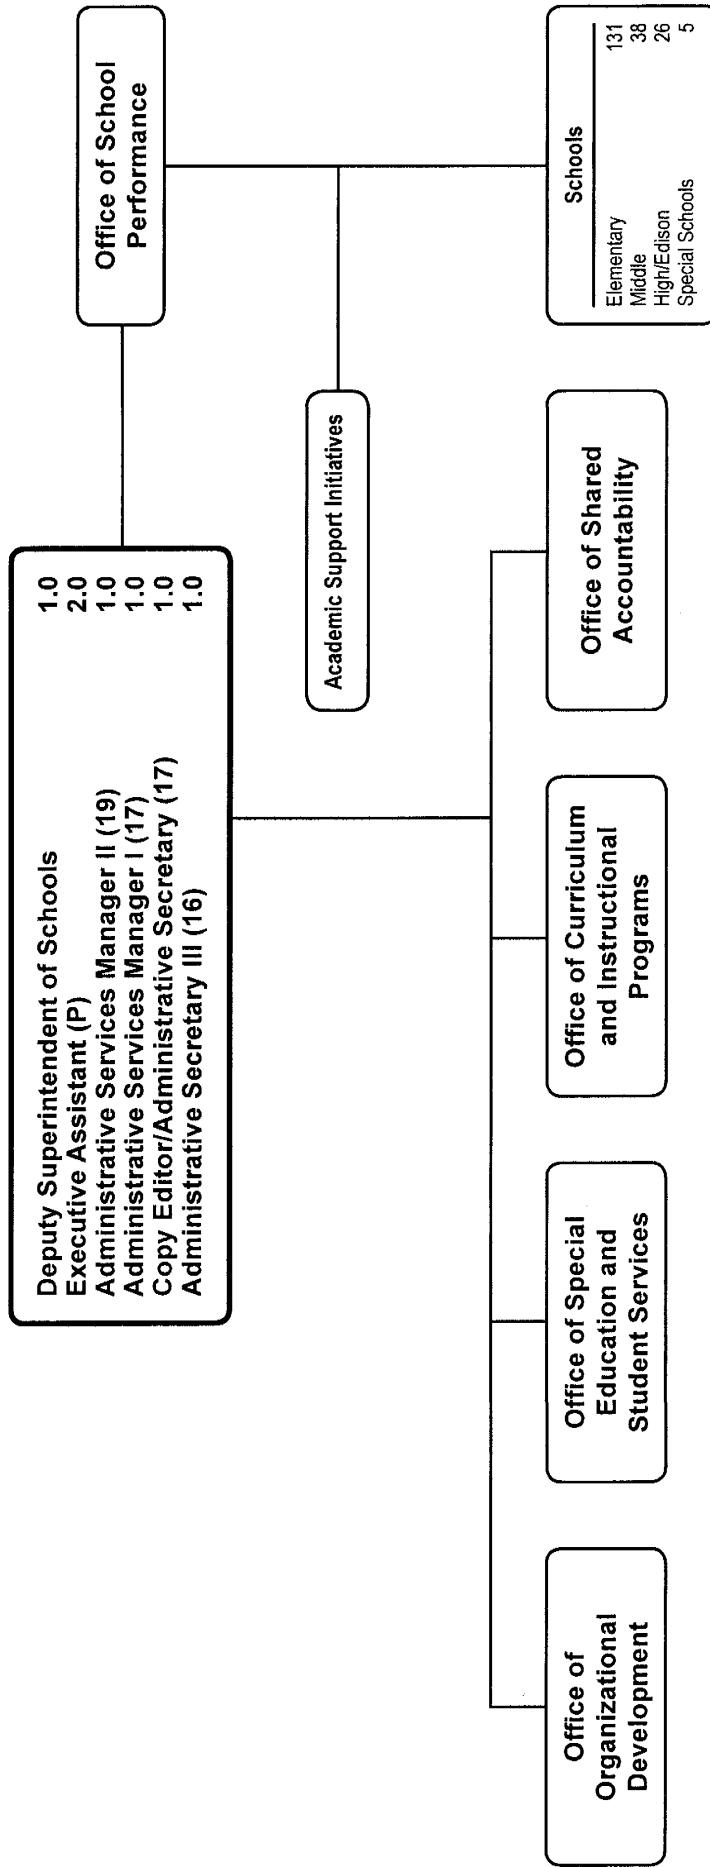 Deputy Superintendent of Schools 1.0
Executive Assistant (P) 2.0
Administrative Services Manager II (19) 1.0
Administrative Services Manager I (17) 1.0
Copy Editor/Administrative Secretary (17) 1.0
Administrative Secretary III (16) 1.0
Office of School
Performance
Academic Support Initiatives
Office of
Organizational
Development
Office of Special
Education and
Student Services
Office of Curriculum
and Instructional
Programs
Office of Shared
Accountability
Schools
Elementary 131
Middle 38
High/Edison 26
Special Schools 5